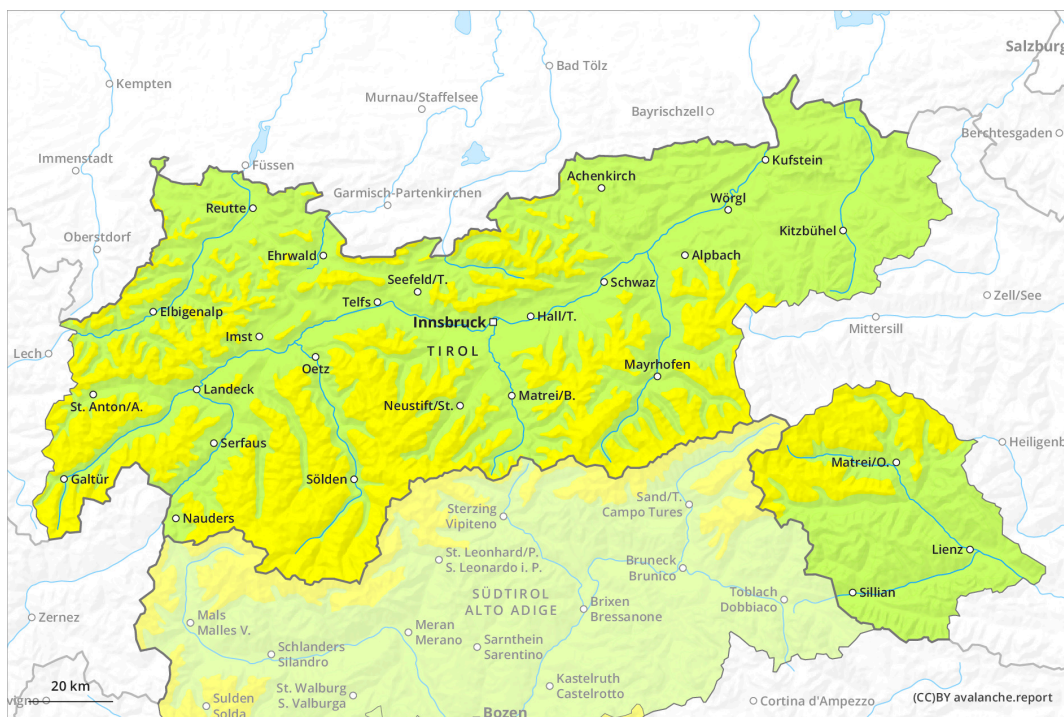 Salzburg
Kempten
Bad Tölz
Murnau/Staffelsee
Bayrischzell
Berchtesgaden
Immenstadt
Füssen
Kufstein
Achenkirch
Garmisch-Partenkirchen
Wörgl
Reutte
Oberstdorf
Kitzbühel
Ehrwald
Alpbach
Seefeld/T.
Schwaz
Zell/See
Telfs
Elbigenalp
Innsbruck
Hall/T.
Mittersill
Imst
Lech
TIROL
Oetz
Mayrhofen
Landeck
St. Anton/A.
Neustift/St.
Matrei/B.
Serfaus
Heiligenb
Matrei/O.
Galtür
Sölden
Sand/T.
Campo Tures
Sterzing
Vipiteno
Nauders
Lienz
St. Leonhard/P.
S. Leonardo i. P.
Bruneck
Brunico
Sillian
SÜDTIROL
ALTO ADIGE
Toblach
Dobbiaco
Brixen
Bressanone
Zernez
Mals
Malles V.
Meran
Merano
Sarnthein
Sarentino
Schlanders
Silandro
Kastelruth
Castelrotto
St. Walburg
S. Valburga
20 km
vigno
Sulden
Solda
Cortina d'Ampezzo
(CC)BY avalanche.report
Bozen